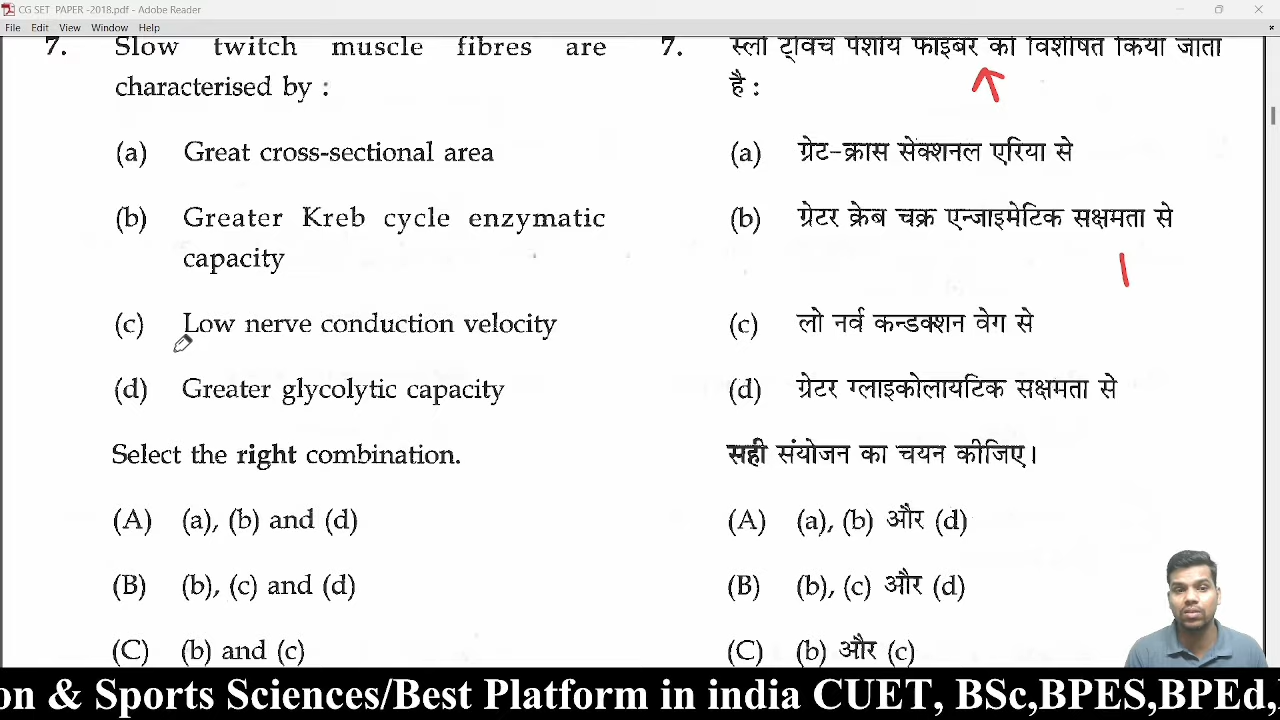 CG SET PAPER -2018.pdf - Adobe Reader
File Edit View Window Help
7. Slow twitch muscle fibres are
characterised by :
(a) Great cross-sectional area
(b) Greater Kreb cycle enzymatic
capacity
(c) Low nerve conduction velocity
(d) Greater glycolytic capacity
Select the right combination.
(A) (a), (b) and (d)
(B) (b), (c) and (d)
(C) (b) and (c)
7. स्लो ट्विच पेशीय फाइबर को विशेषित किया जाता
है :
(a) ग्रेट-क्रास सेक्शनल एरिया से
(b) ग्रेटर क्रेब चक्र एन्जाइमेटिक सक्षमता से
(c) लो नर्व कन्डक्शन वेग से
(d) ग्रेटर ग्लाइकोलायटिक सक्षमता से
सही संयोजन का चयन कीजिए।
(A) (a), (b) और (d)
(B) (b), (c) और (d)
(C) (b) और (c)
on & Sports Sciences/Best Platform in india CUET, BSc,BPES,BPEd,